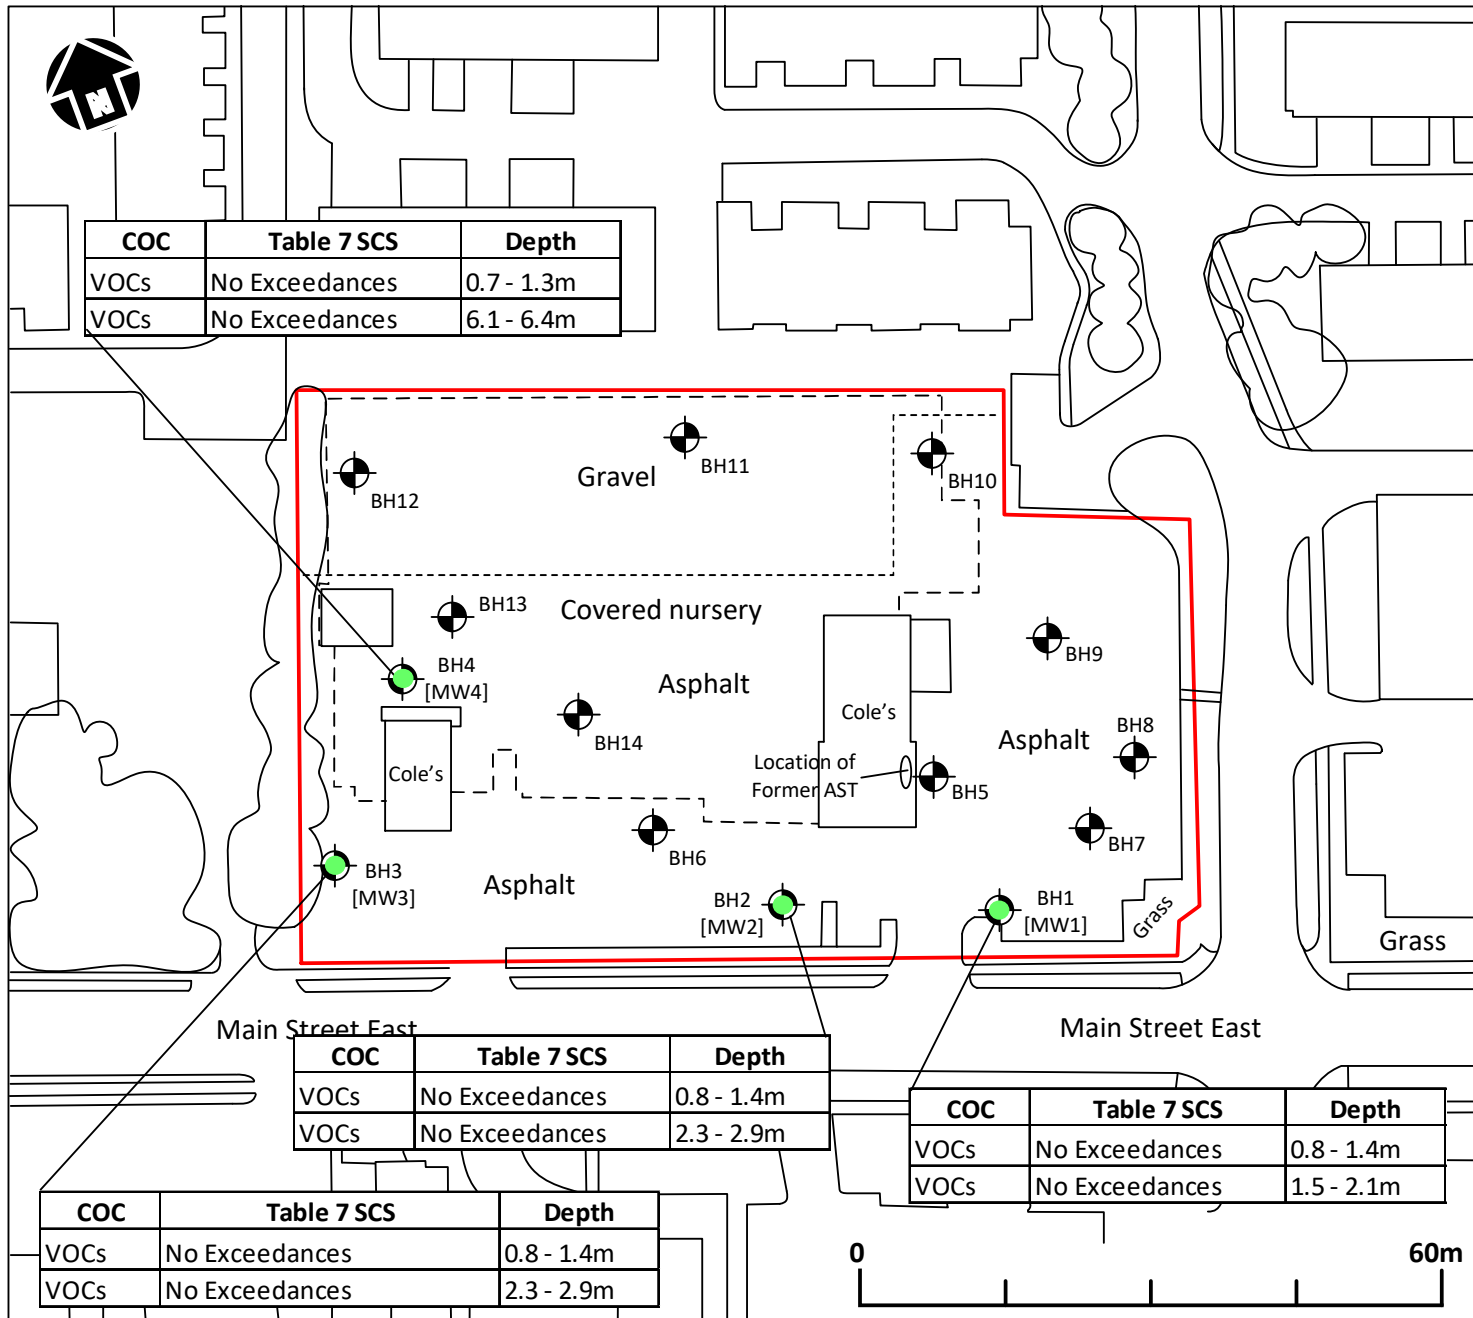 N
COC Table 7 SCS Depth
VOCs No Exceedances 0.7 - 1.3m
VOCs No Exceedances 6.1 - 6.4m
BH11
Gravel
BH12
BH10
BH13
Covered nursery
BH9
BH4
[MW4]
Asphalt
Cole's
BH14
Asphalt
BH8
Cole's
Location of
Former AST
BH5
BH7
BH6
BH3
[MW3]
Asphalt
BH2
[MW2]
BH1
[MW1]
Grass
Grass
Main Street East
Main Street East
COC Table 7 SCS Depth
VOCs No Exceedances 0.8 - 1.4m
VOCs No Exceedances 2.3 - 2.9m
COC Table 7 SCS Depth
VOCs No Exceedances 0.8 - 1.4m
VOCs No Exceedances 1.5 - 2.1m
COC Table 7 SCS Depth
VOCs No Exceedances 0.8 - 1.4m
VOCs No Exceedances 2.3 - 2.9m
0 60m